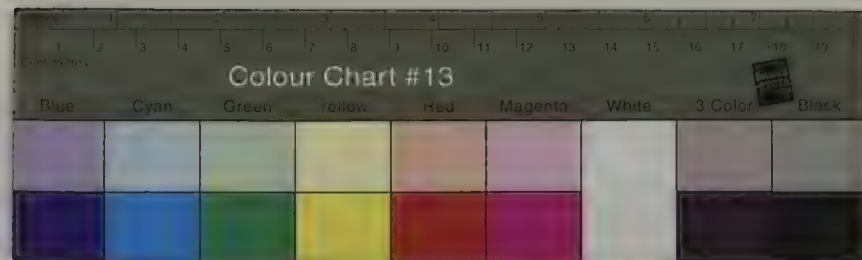 1 2 3 4 5 6 7
1 2 3 4 5 6 7 8 9 10 11 12 13 14 15 16 17 18 19
Centimetres
Colour Chart #13
Blue Cyan Green Yellow Red Magenta White 3 Color Black